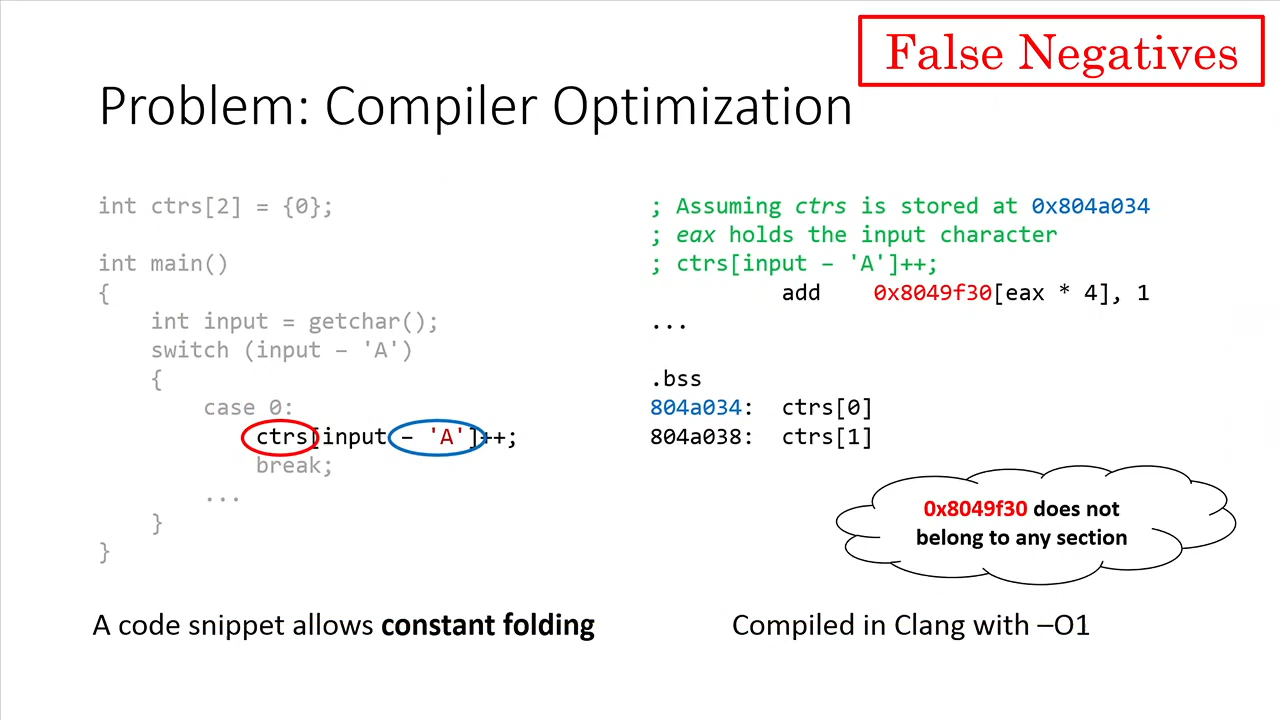 False Negatives
Problem: Compiler Optimization
int ctrs[2] = {0};
int main()
{
int input = getchar();
switch (input – 'A')
{
case 0:
ctrs[input – 'A']++;
break;
...
}
}
A code snippet allows constant folding
; Assuming ctrs is stored at 0x804a034
; eax holds the input character
; ctrs[input – 'A']++;
add 0x8049f30[eax * 4], 1
...
.bss
804a034: ctrs[0]
804a038: ctrs[1]
0x8049f30 does not
belong to any section
Compiled in Clang with –O1